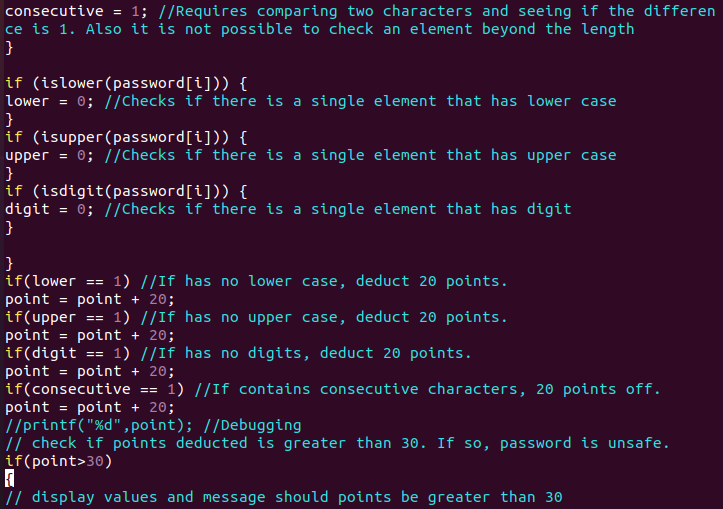 consecutive = 1; //Requires comparing two characters and seeing if the differen
ce is 1. Also it is not possible to check an element beyond the length
}
if (islower(password[i])) {
lower = 0; //Checks if there is a single element that has lower case
}
if (isupper(password[i])) {
upper = 0; //Checks if there is a single element that has upper case
}
if (isdigit(password[i])) {
digit = 0; //Checks if there is a single element that has digit
}
}
if(lower == 1) //If has no lower case, deduct 20 points.
point = point + 20;
if(upper == 1) //If has no upper case, deduct 20 points.
point = point + 20;
if(digit == 1) //If has no digits, deduct 20 points.
point = point + 20;
if(consecutive == 1) //If contains consecutive characters, 20 points off.
point = point + 20;
//printf("%d",point); //Debugging
// check if points deducted is greater than 30. If so, password is unsafe.
if(point>30)
{
// display values and message should points be greater than 30